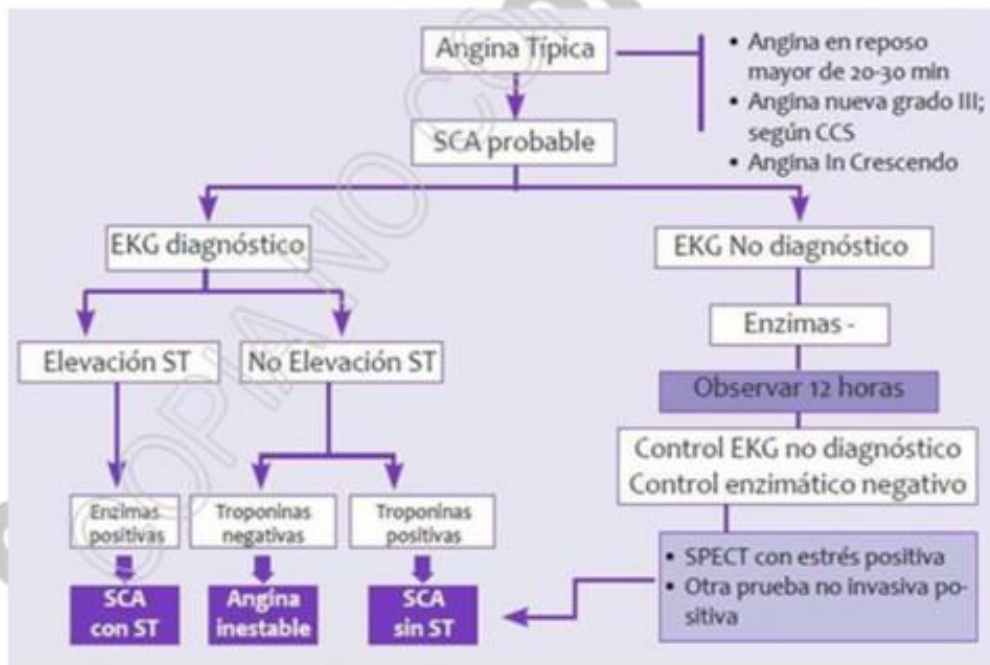 Angina Típica
• Angina en reposo
mayor de 20-30 min
• Angina nueva grado III;
según CCS
• Angina In Crescendo
SCA probable
EKG diagnóstico
EKG No diagnóstico
Enzimas -
Elevación ST
No Elevación ST
Observar 12 horas
Control EKG no diagnóstico
Control enzimático negativo
Enzimas
positivas
Troponinas
negativas
Troponinas
positivas
• SPECT con estrés positiva
• Otra prueba no invasiva po-
sitiva
SCA
con ST
Angina
inestable
SCA
sin ST
COPIA NO CO